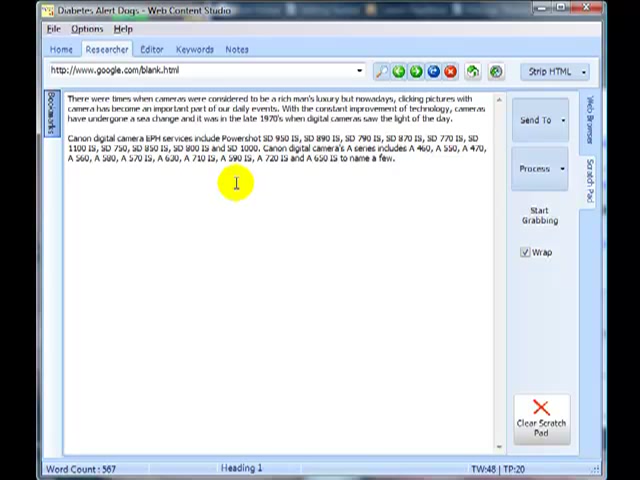 Diabetes Alert Dogs - Web Content Studio
File Options Help
Home Researcher Editor Keywords Notes
http://www.google.com/blank.html
Strip HTML
Bookmarks
There were times when cameras were considered to be a rich man's luxury but nowadays, clicking pictures with
camera has become an important part of our daily events. With the constant improvement of technology, cameras
have undergone a sea change and it was in the late 1970's when digital cameras saw the light of the day.
Canon digital camera EPH services include Powershot SD 950 IS, SD 890 IS, SD 790 IS, SD 870 IS, SD 770 IS, SD
1100 IS, SD 750, SD 850 IS, SD 800 IS and SD 1000. Canon digital camera's A series includes A 460, A 550, A 470,
A 560, A 580, A 570 IS, A 630, A 710 IS, A 590 IS, A 720 IS and A 650 IS to name a few.
Send To
Process
Start
Grabbing
Wrap
Clear Scratch
Pad
Web Browser
Scratch Pad
Word Count : 567
Heading 1
TW:48 | TP:20